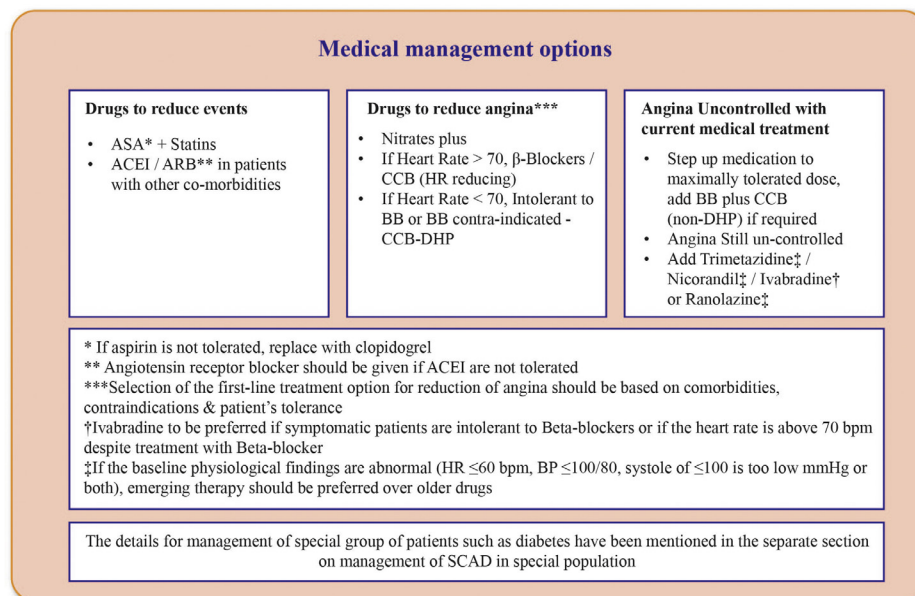 Medical management options
Drugs to reduce events
• ASA* + Statins
• ACEI / ARB** in patients
with other co-morbidities
Drugs to reduce angina***
• Nitrates plus
• If Heart Rate > 70, β-Blockers /
CCB (HR reducing)
• If Heart Rate < 70, Intolerant to
BB or BB contra-indicated -
CCB-DHP
Angina Uncontrolled with
current medical treatment
• Step up medication to
maximally tolerated dose,
add BB plus CCB
(non-DHP) if required
• Angina Still un-controlled
• Add Trimetazidine‡ /
Nicorandil‡ / Ivabradine†
or Ranolazine‡
* If aspirin is not tolerated, replace with clopidogrel
** Angiotensin receptor blocker should be given if ACEI are not tolerated
***Selection of the first-line treatment option for reduction of angina should be based on comorbidities,
contraindications & patient's tolerance
†Ivabradine to be preferred if symptomatic patients are intolerant to Beta-blockers or if the heart rate is above 70 bpm
despite treatment with Beta-blocker
‡If the baseline physiological findings are abnormal (HR ≤60 bpm, BP ≤100/80, systole of ≤100 is too low mmHg or
both), emerging therapy should be preferred over older drugs
The details for management of special group of patients such as diabetes have been mentioned in the separate section
on management of SCAD in special population